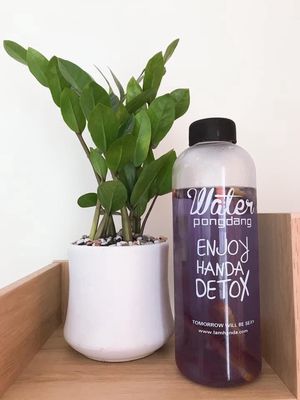 Water
pongdang
ENJOY
HANDA
DETOX
TOMORROW WILL BE SEXY
www.iamhanda.com